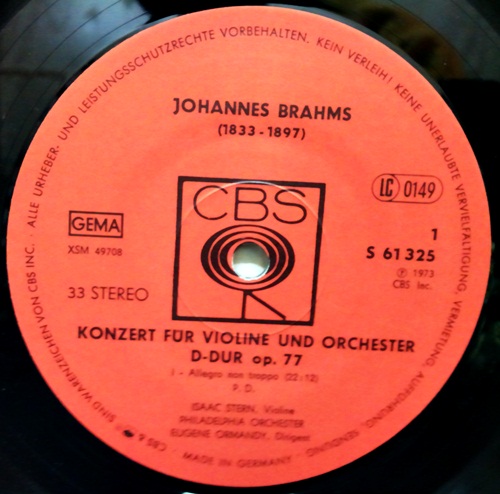 ALLE URHEBER- UND LEISTUNGSSCHUTZRECHTE VORBEHALTEN. KEIN VERLEIH! KEINE UNERLAUBTE VERVIELFÄLTIGUNG, VERMIETUNG, AUFFÜHRUNG, SENDUNG.
JOHANNES BRAHMS
(1833-1897)
LC 0149
CBS
GEMA
XSM 49708
1
S 61 325
℗ 1973
CBS Inc.
33 STEREO
KONZERT FÜR VIOLINE UND ORCHESTER
D-DUR op. 77
I - Allegro non troppo (22:12)
P. D.
ISAAC STERN, Violine
PHILADELPHIA ORCHESTER
EUGENE ORMANDY, Dirigent
CBS & SIND WARENZEICHEN VON CBS INC. ·
· MADE IN GERMANY ·